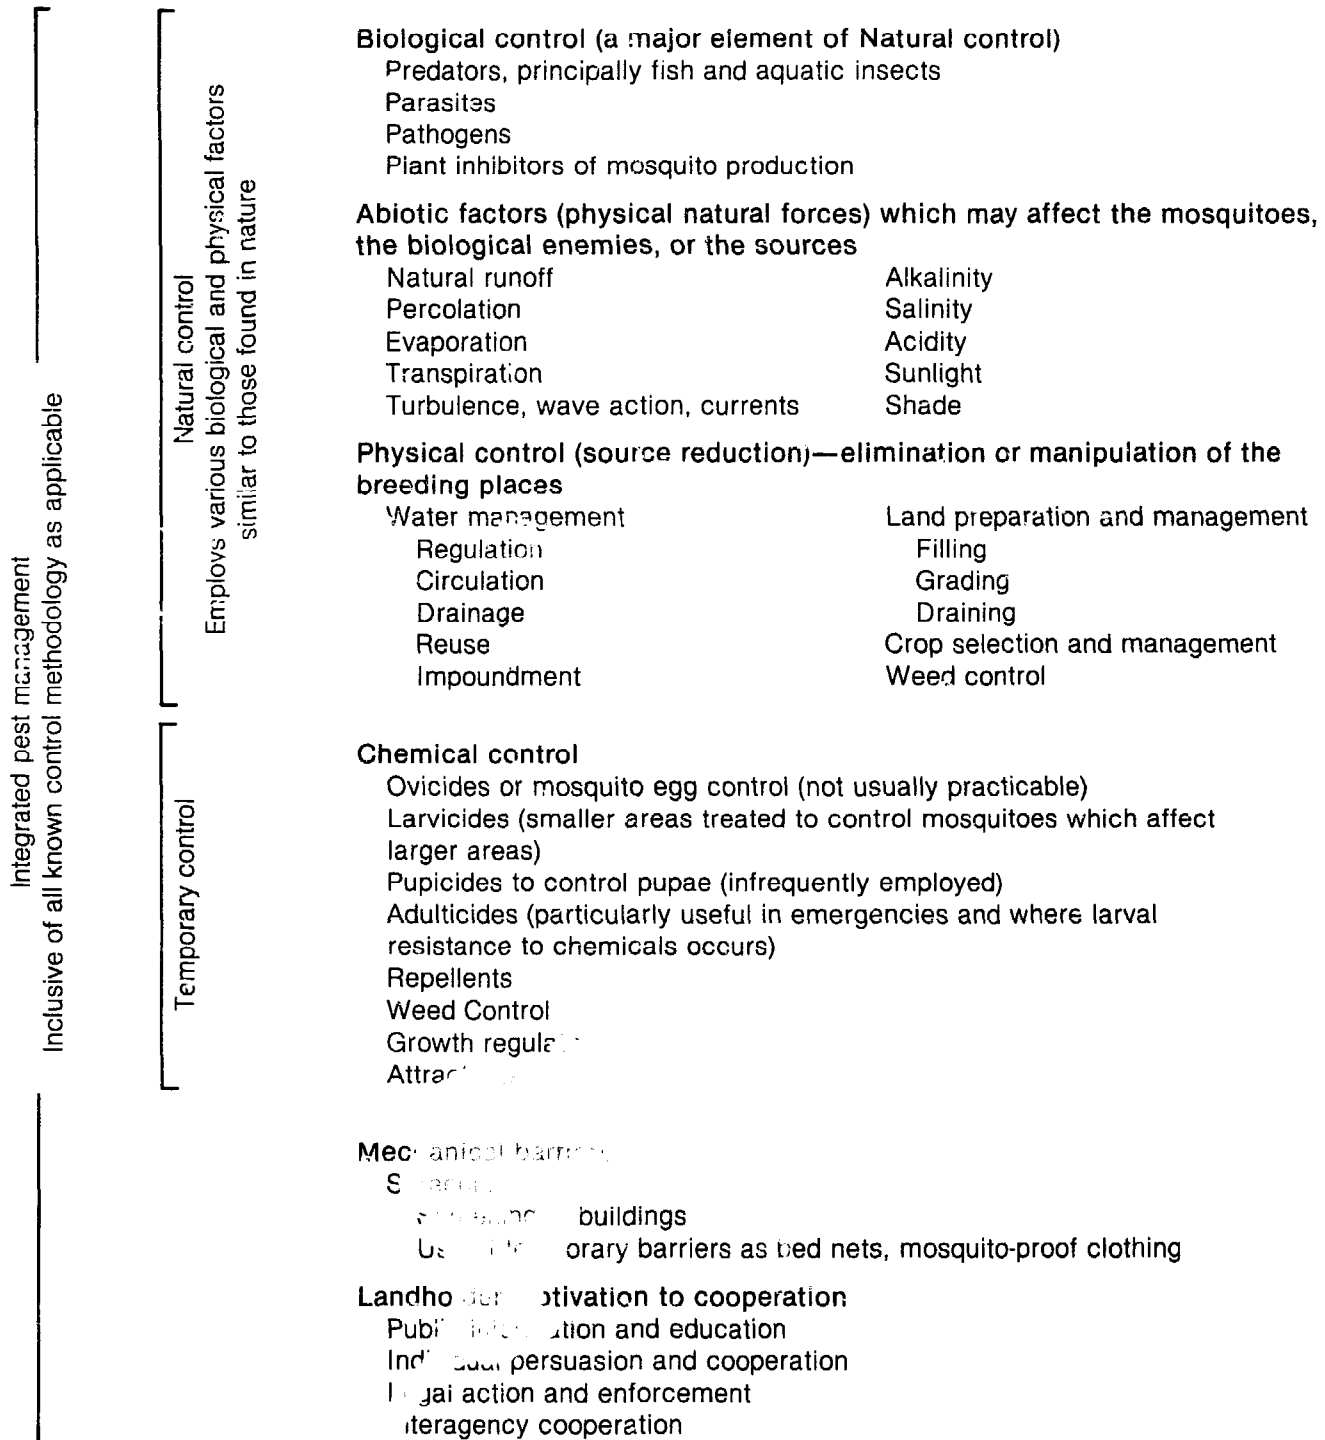 Integrated pest management
Inclusive of all known control methodology as applicable
Natural control
Employs various biological and physical factors
similar to those found in nature
Biological control (a major element of Natural control)
Predators, principally fish and aquatic insects
Parasites
Pathogens
Plant inhibitors of mosquito production
Abiotic factors (physical natural forces) which may affect the mosquitoes,
the biological enemies, or the sources
Natural runoff
Percolation
Evaporation
Transpiration
Turbulence, wave action, currents
Alkalinity
Salinity
Acidity
Sunlight
Shade
Physical control (source reduction)—elimination or manipulation of the
breeding places
Water management
Regulation
Circulation
Drainage
Reuse
Impoundment
Land preparation and management
Filling
Grading
Draining
Crop selection and management
Weed control
Temporary control
Chemical control
Ovicides or mosquito egg control (not usually practicable)
Larvicides (smaller areas treated to control mosquitoes which affect
larger areas)
Pupicides to control pupae (infrequently employed)
Adulticides (particularly useful in emergencies and where larval
resistance to chemicals occurs)
Repellents
Weed Control
Growth
Mechanical
buildings
barriers as bed nets, mosquito-proof clothing
to cooperation
and education
persuasion and cooperation
action and enforcement
cooperation